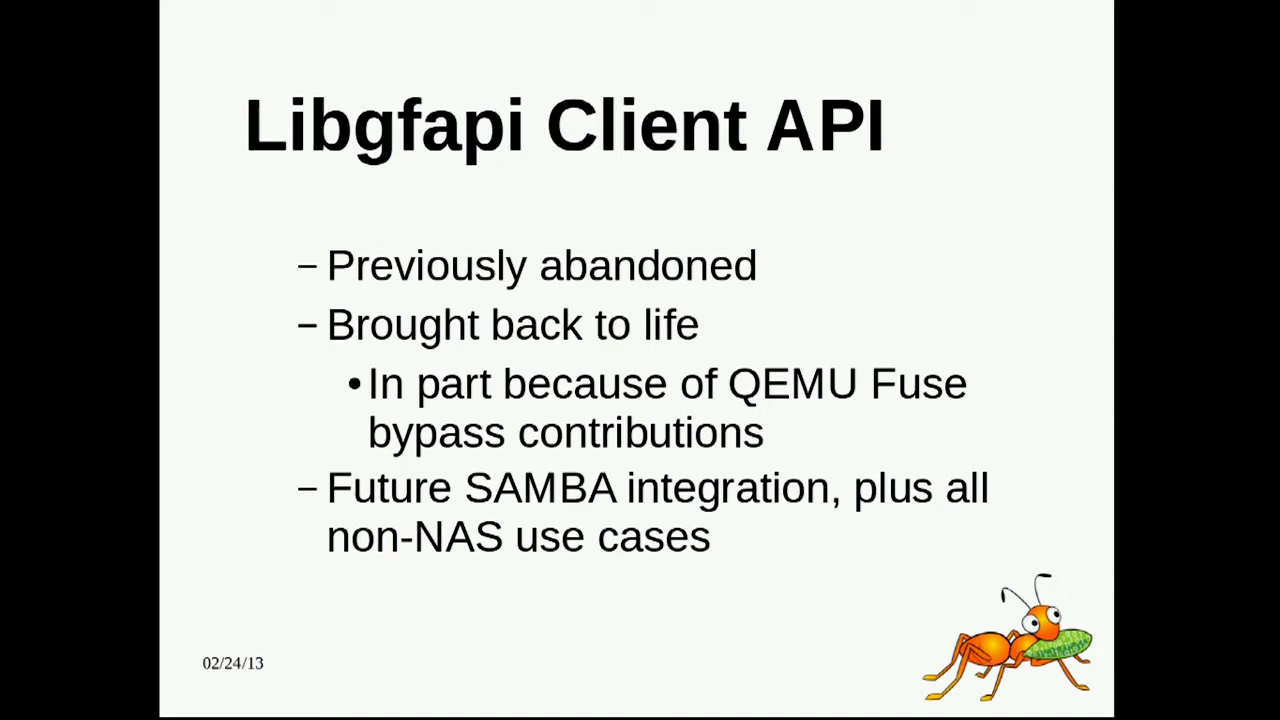 Libgfapi Client API
– Previously abandoned
– Brought back to life
• In part because of QEMU Fuse
bypass contributions
– Future SAMBA integration, plus all
non-NAS use cases
02/24/13